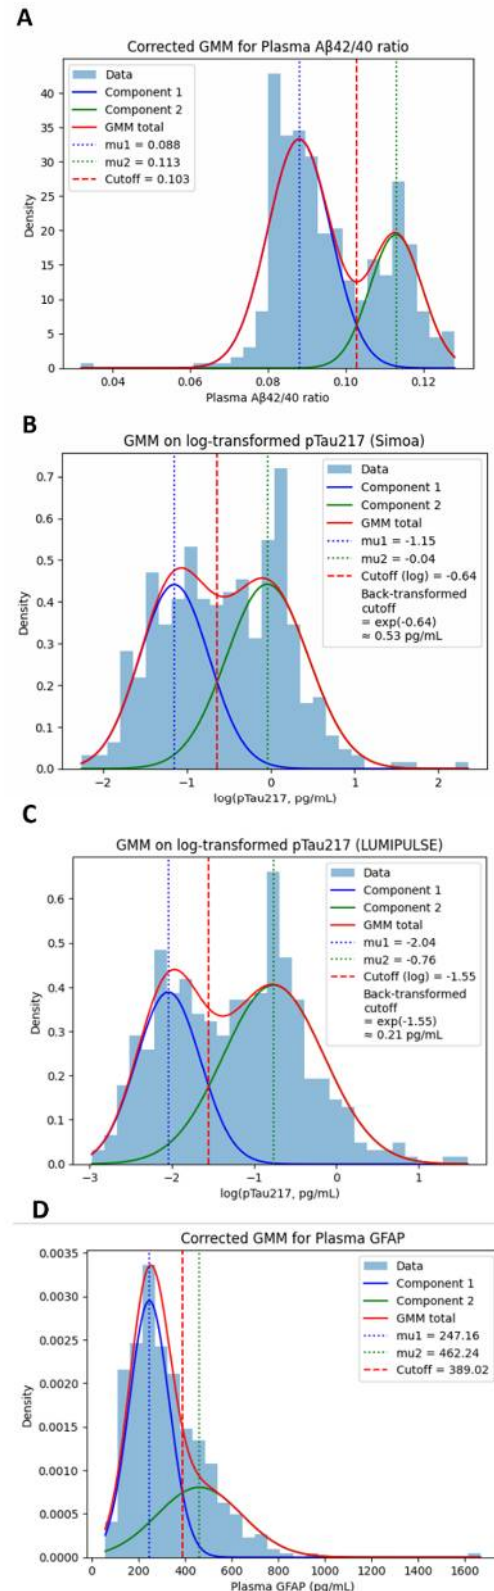 A
Corrected GMM for Plasma Aβ42/40 ratio
Data
Component 1
Component 2
GMM total
mu1 = 0.088
mu2 = 0.113
Cutoff = 0.103
Density
40
35
30
25
20
15
10
5
0
0.04 0.06 0.08 0.10 0.12
Plasma Aβ42/40 ratio
B
GMM on log-transformed pTau217 (Simoa)
Data
Component 1
Component 2
GMM total
mu1 = -1.15
mu2 = -0.04
Cutoff (log) = -0.64
Back-transformed
cutoff
= exp(-0.64)
≈ 0.53 pg/mL
Density
0.7
0.6
0.5
0.4
0.3
0.2
0.1
0.0
−2 −1 0 1 2
log(pTau217, pg/mL)
C
GMM on log-transformed pTau217 (LUMIPULSE)
Data
Component 1
Component 2
GMM total
mu1 = -2.04
mu2 = -0.76
Cutoff (log) = -1.55
Back-transformed
cutoff
= exp(-1.55)
≈ 0.21 pg/mL
Density
0.6
0.5
0.4
0.3
0.2
0.1
0.0
−3 −2 −1 0 1
log(pTau217, pg/mL)
D
Corrected GMM for Plasma GFAP
Data
Component 1
Component 2
GMM total
mu1 = 247.16
mu2 = 462.24
Cutoff = 389.02
Density
0.0035
0.0030
0.0025
0.0020
0.0015
0.0010
0.0005
0.0000
0 200 400 600 800 1000 1200 1400 1600
Plasma GFAP (pg/mL)